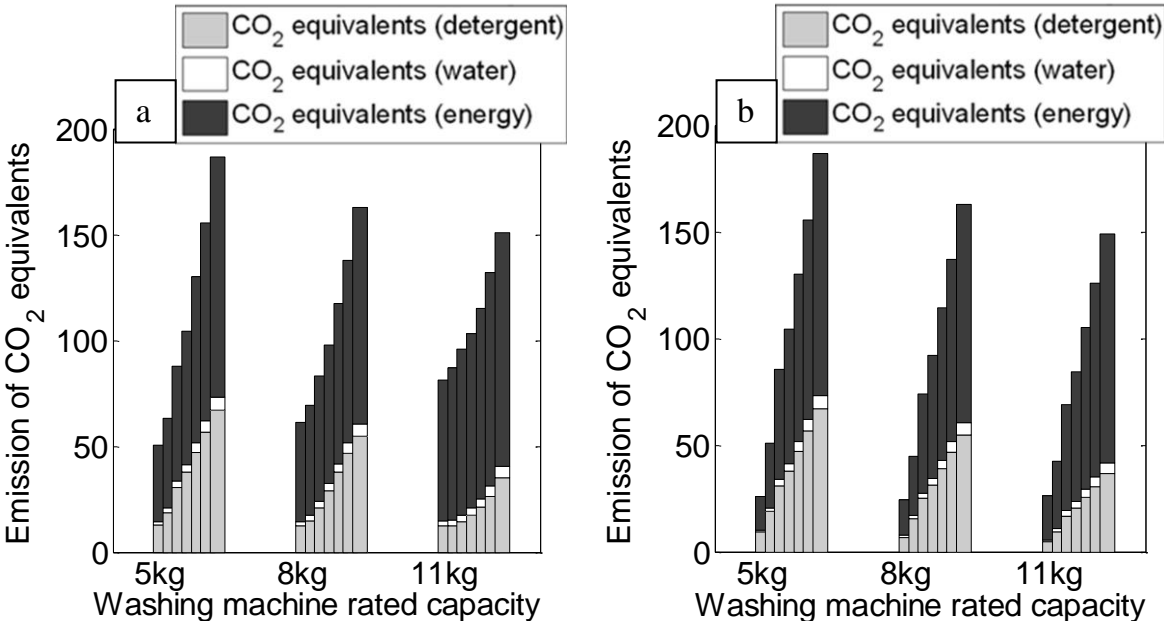 CO2 equivalents (detergent)
CO2 equivalents (water)
CO2 equivalents (energy)
a
200
150
100
50
0
Emission of CO2 equivalents
5kg 8kg 11kg
Washing machine rated capacity
CO2 equivalents (detergent)
CO2 equivalents (water)
CO2 equivalents (energy)
b
200
150
100
50
0
Emission of CO2 equivalents
5kg 8kg 11kg
Washing machine rated capacity